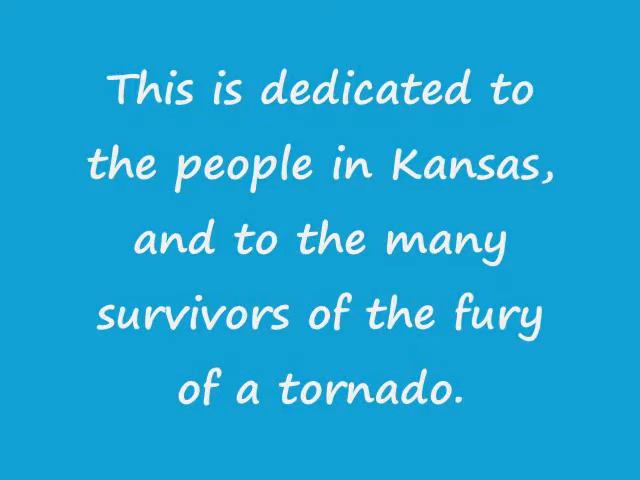 This is dedicated to
the people in Kansas,
and to the many
survivors of the fury
of a tornado.